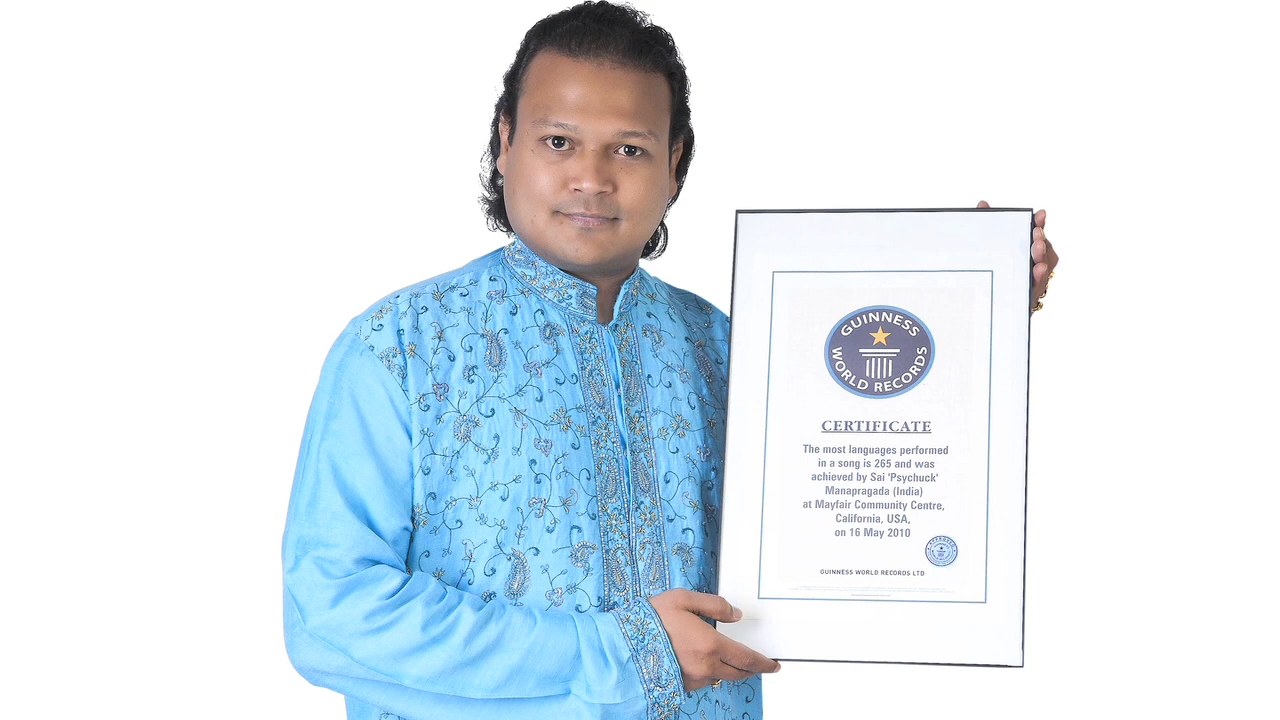 GUINNESS
WORLD RECORDS
CERTIFICATE
The most languages performed
in a song is 265 and was
achieved by Sai 'Psychuck'
Manapragada (India)
at Mayfair Community Centre,
California, USA,
on 16 May 2010
APPROVED
GUINNESS WORLD RECORDS LTD